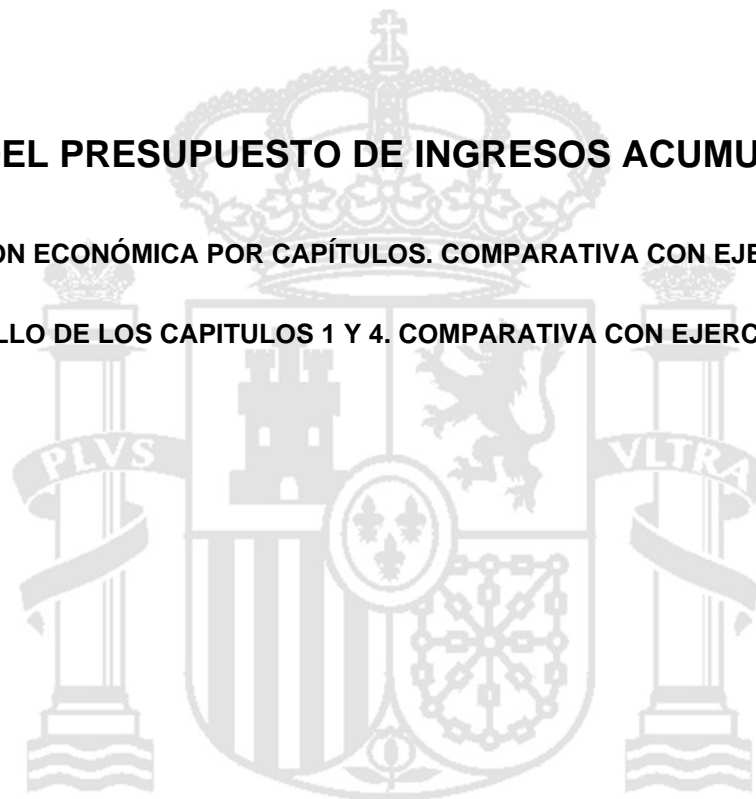 DEL PRESUPUESTO DE INGRESOS ACUMU
ON ECONÓMICA POR CAPÍTULOS. COMPARATIVA CON EJE
LLO DE LOS CAPITULOS 1 Y 4. COMPARATIVA CON EJERC
PLVS VLTRA